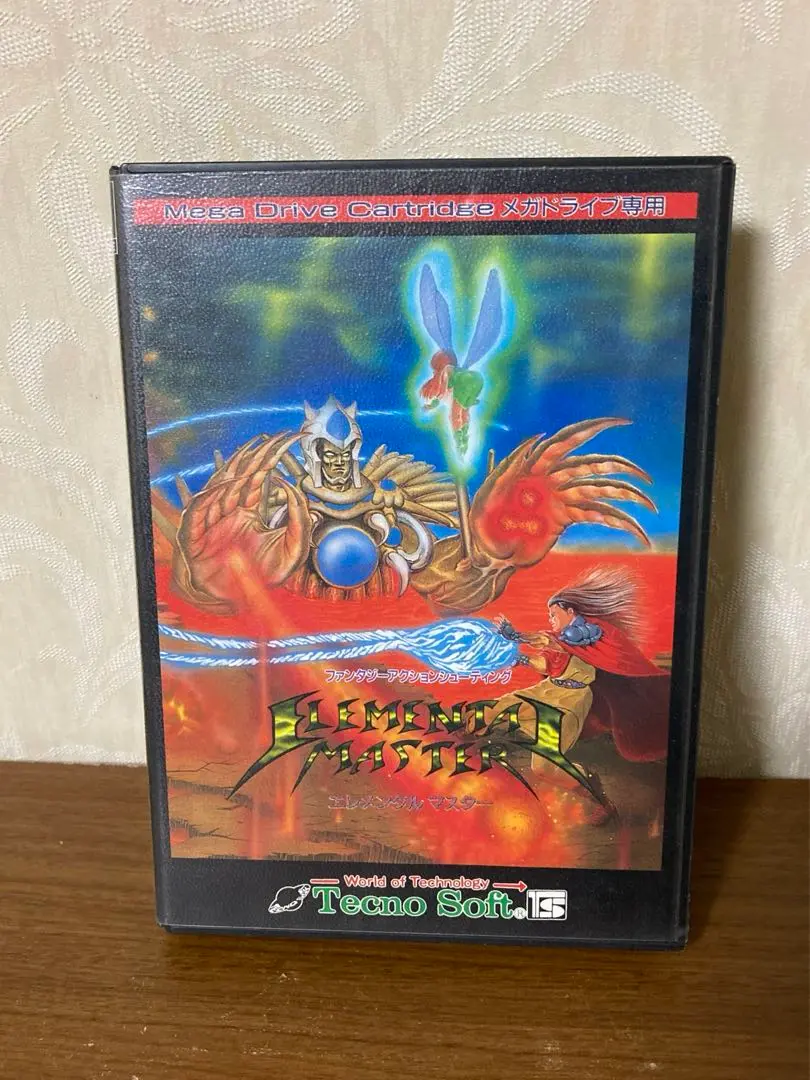 Mega Drive Cartridge メガドライブ専用
ファンタジーアクションシューティング
ELEMENTAL
MASTER
エレメンタル マスター
World of Technology
Tecno Soft® TS